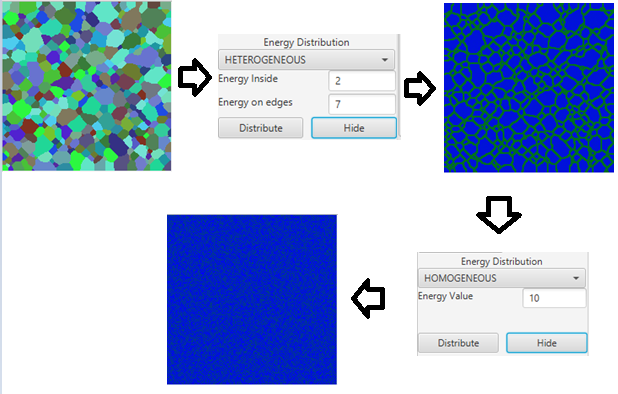 Energy Distribution
HETEROGENEOUS
Energy Inside 2
Energy on edges 7
Distribute Hide
Energy Distribution
HOMOGENEOUS
Energy Value 10
Distribute Hide